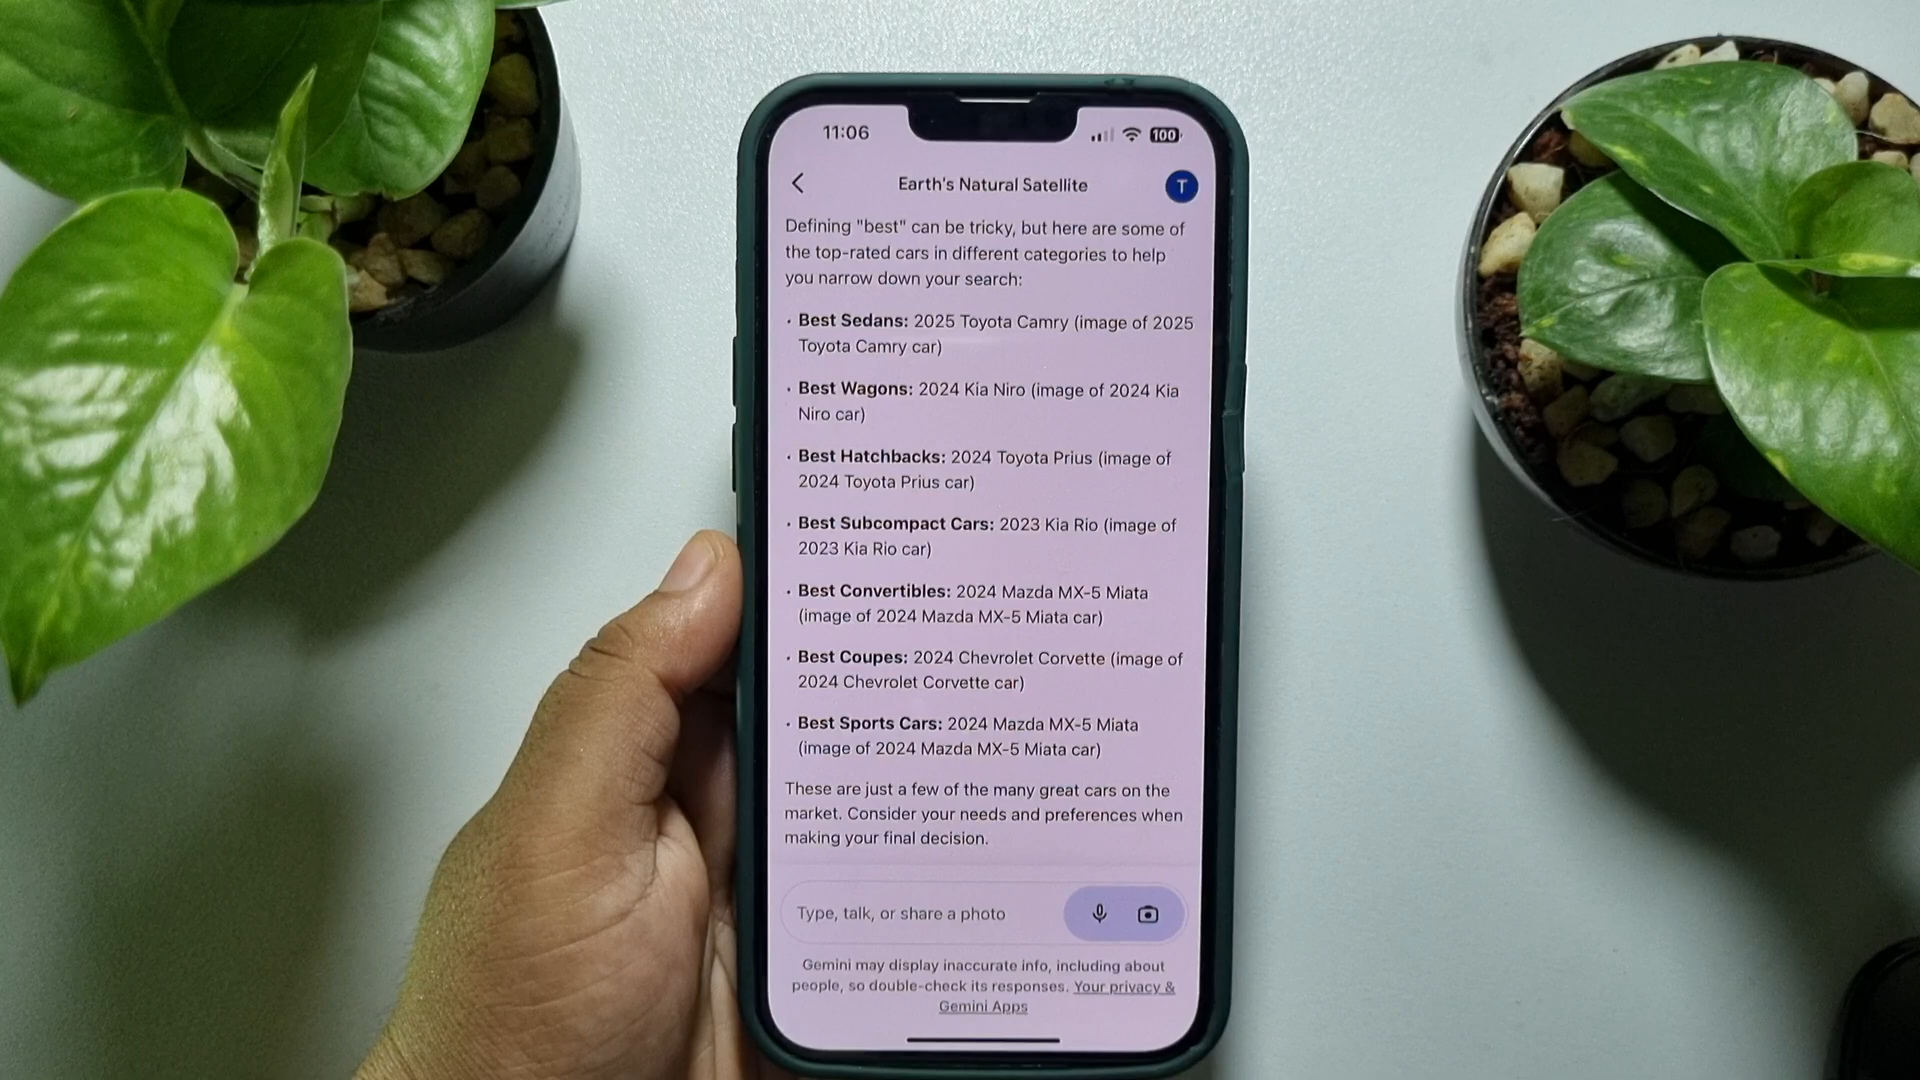 11:06
100
Earth's Natural Satellite
T
Defining "best" can be tricky, but here are some of
the top-rated cars in different categories to help
you narrow down your search:
• Best Sedans: 2025 Toyota Camry (image of 2025
Toyota Camry car)
• Best Wagons: 2024 Kia Niro (image of 2024 Kia
Niro car)
• Best Hatchbacks: 2024 Toyota Prius (image of
2024 Toyota Prius car)
• Best Subcompact Cars: 2023 Kia Rio (image of
2023 Kia Rio car)
• Best Convertibles: 2024 Mazda MX-5 Miata
(image of 2024 Mazda MX-5 Miata car)
• Best Coupes: 2024 Chevrolet Corvette (image of
2024 Chevrolet Corvette car)
• Best Sports Cars: 2024 Mazda MX-5 Miata
(image of 2024 Mazda MX-5 Miata car)
These are just a few of the many great cars on the
market. Consider your needs and preferences when
making your final decision.
Type, talk, or share a photo
Gemini may display inaccurate info, including about
people, so double-check its responses. Your privacy &
Gemini Apps